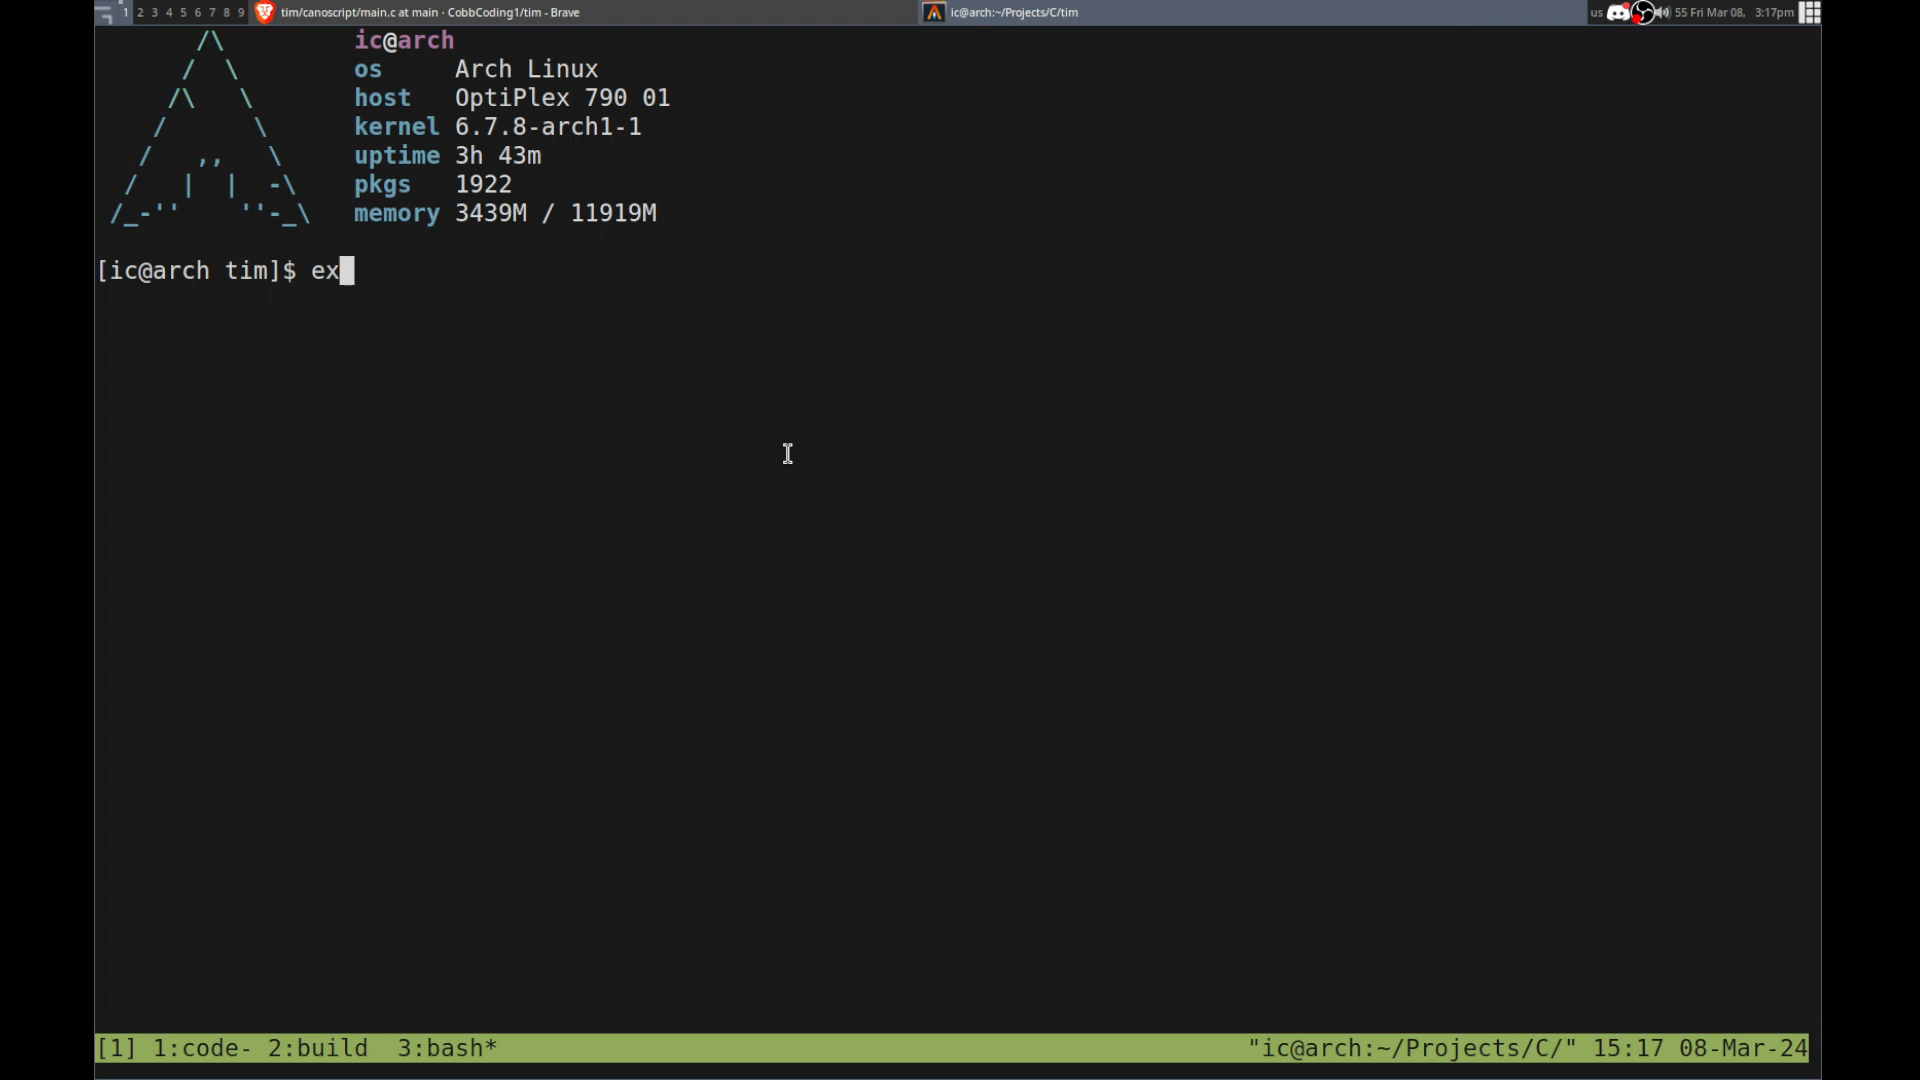 1 2 3 4 5 6 7 8 9 tim/canoscript/main.c at main · CobbCoding1/tim - Brave ic@arch:~/Projects/C/tim us 55 Fri Mar 08, 3:17pm
ic@arch
os Arch Linux
host OptiPlex 790 01
kernel 6.7.8-arch1-1
uptime 3h 43m
pkgs 1922
memory 3439M / 11919M
[ic@arch tim]$ ex
[1] 1:code- 2:build 3:bash* "ic@arch:~/Projects/C/" 15:17 08-Mar-24